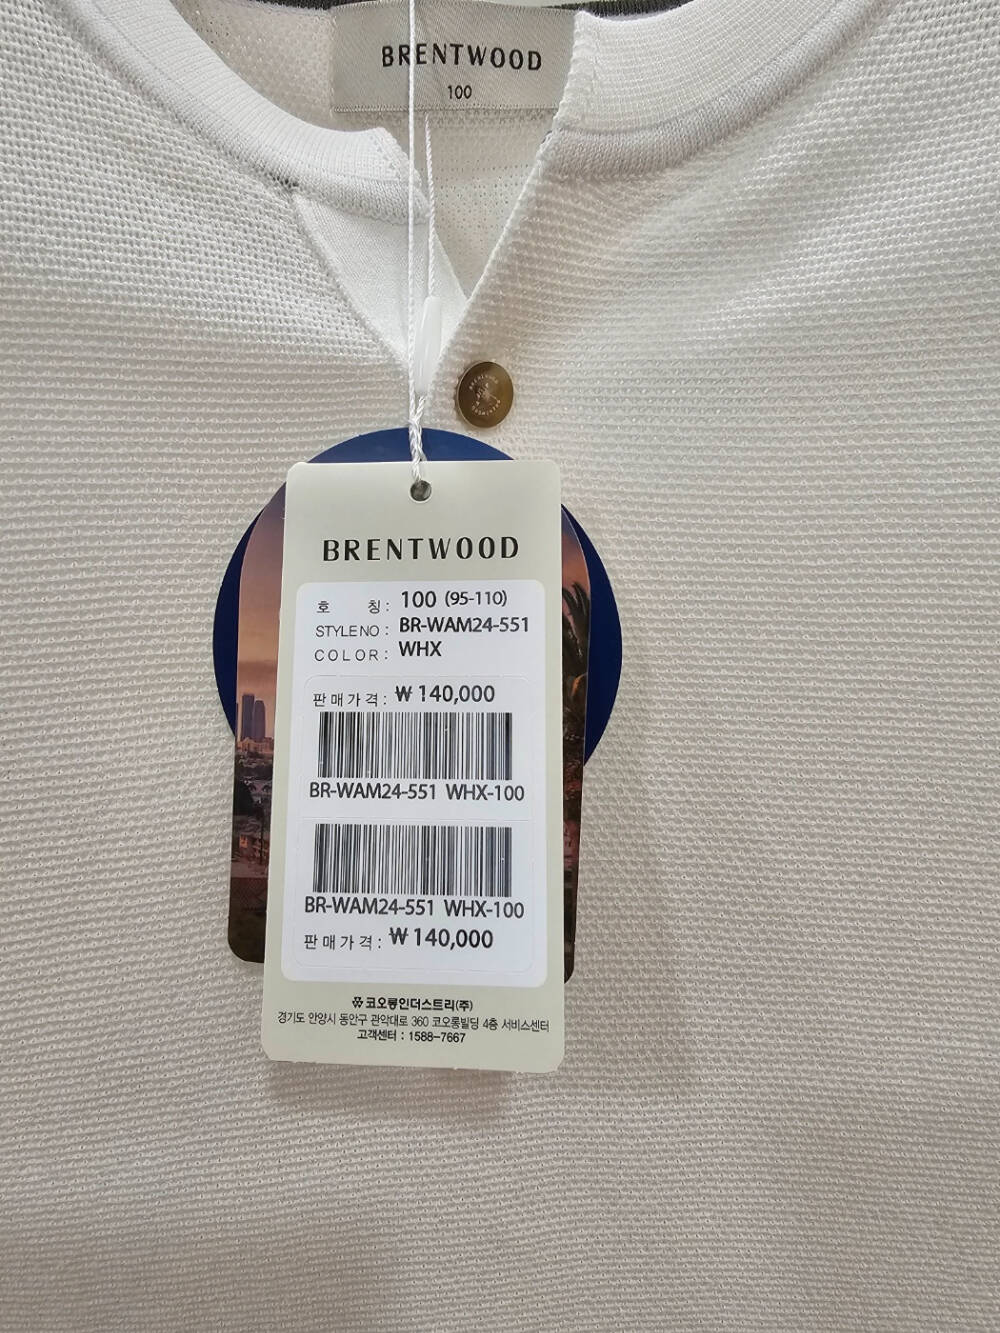 BRENTWOOD
100
BRENTWOOD
호 칭 : 100 (95-110)
STYLE NO : BR-WAM24-551
COLOR : WHX
판매가격 : ₩ 140,000
BR-WAM24-551 WHX-100
BR-WAM24-551 WHX-100
판매가격 : ₩ 140,000
코오롱인더스트리(주)
경기도 안양시 동안구 관악대로 360 코오롱빌딩 4층 서비스센터
고객센터 : 1588-7667